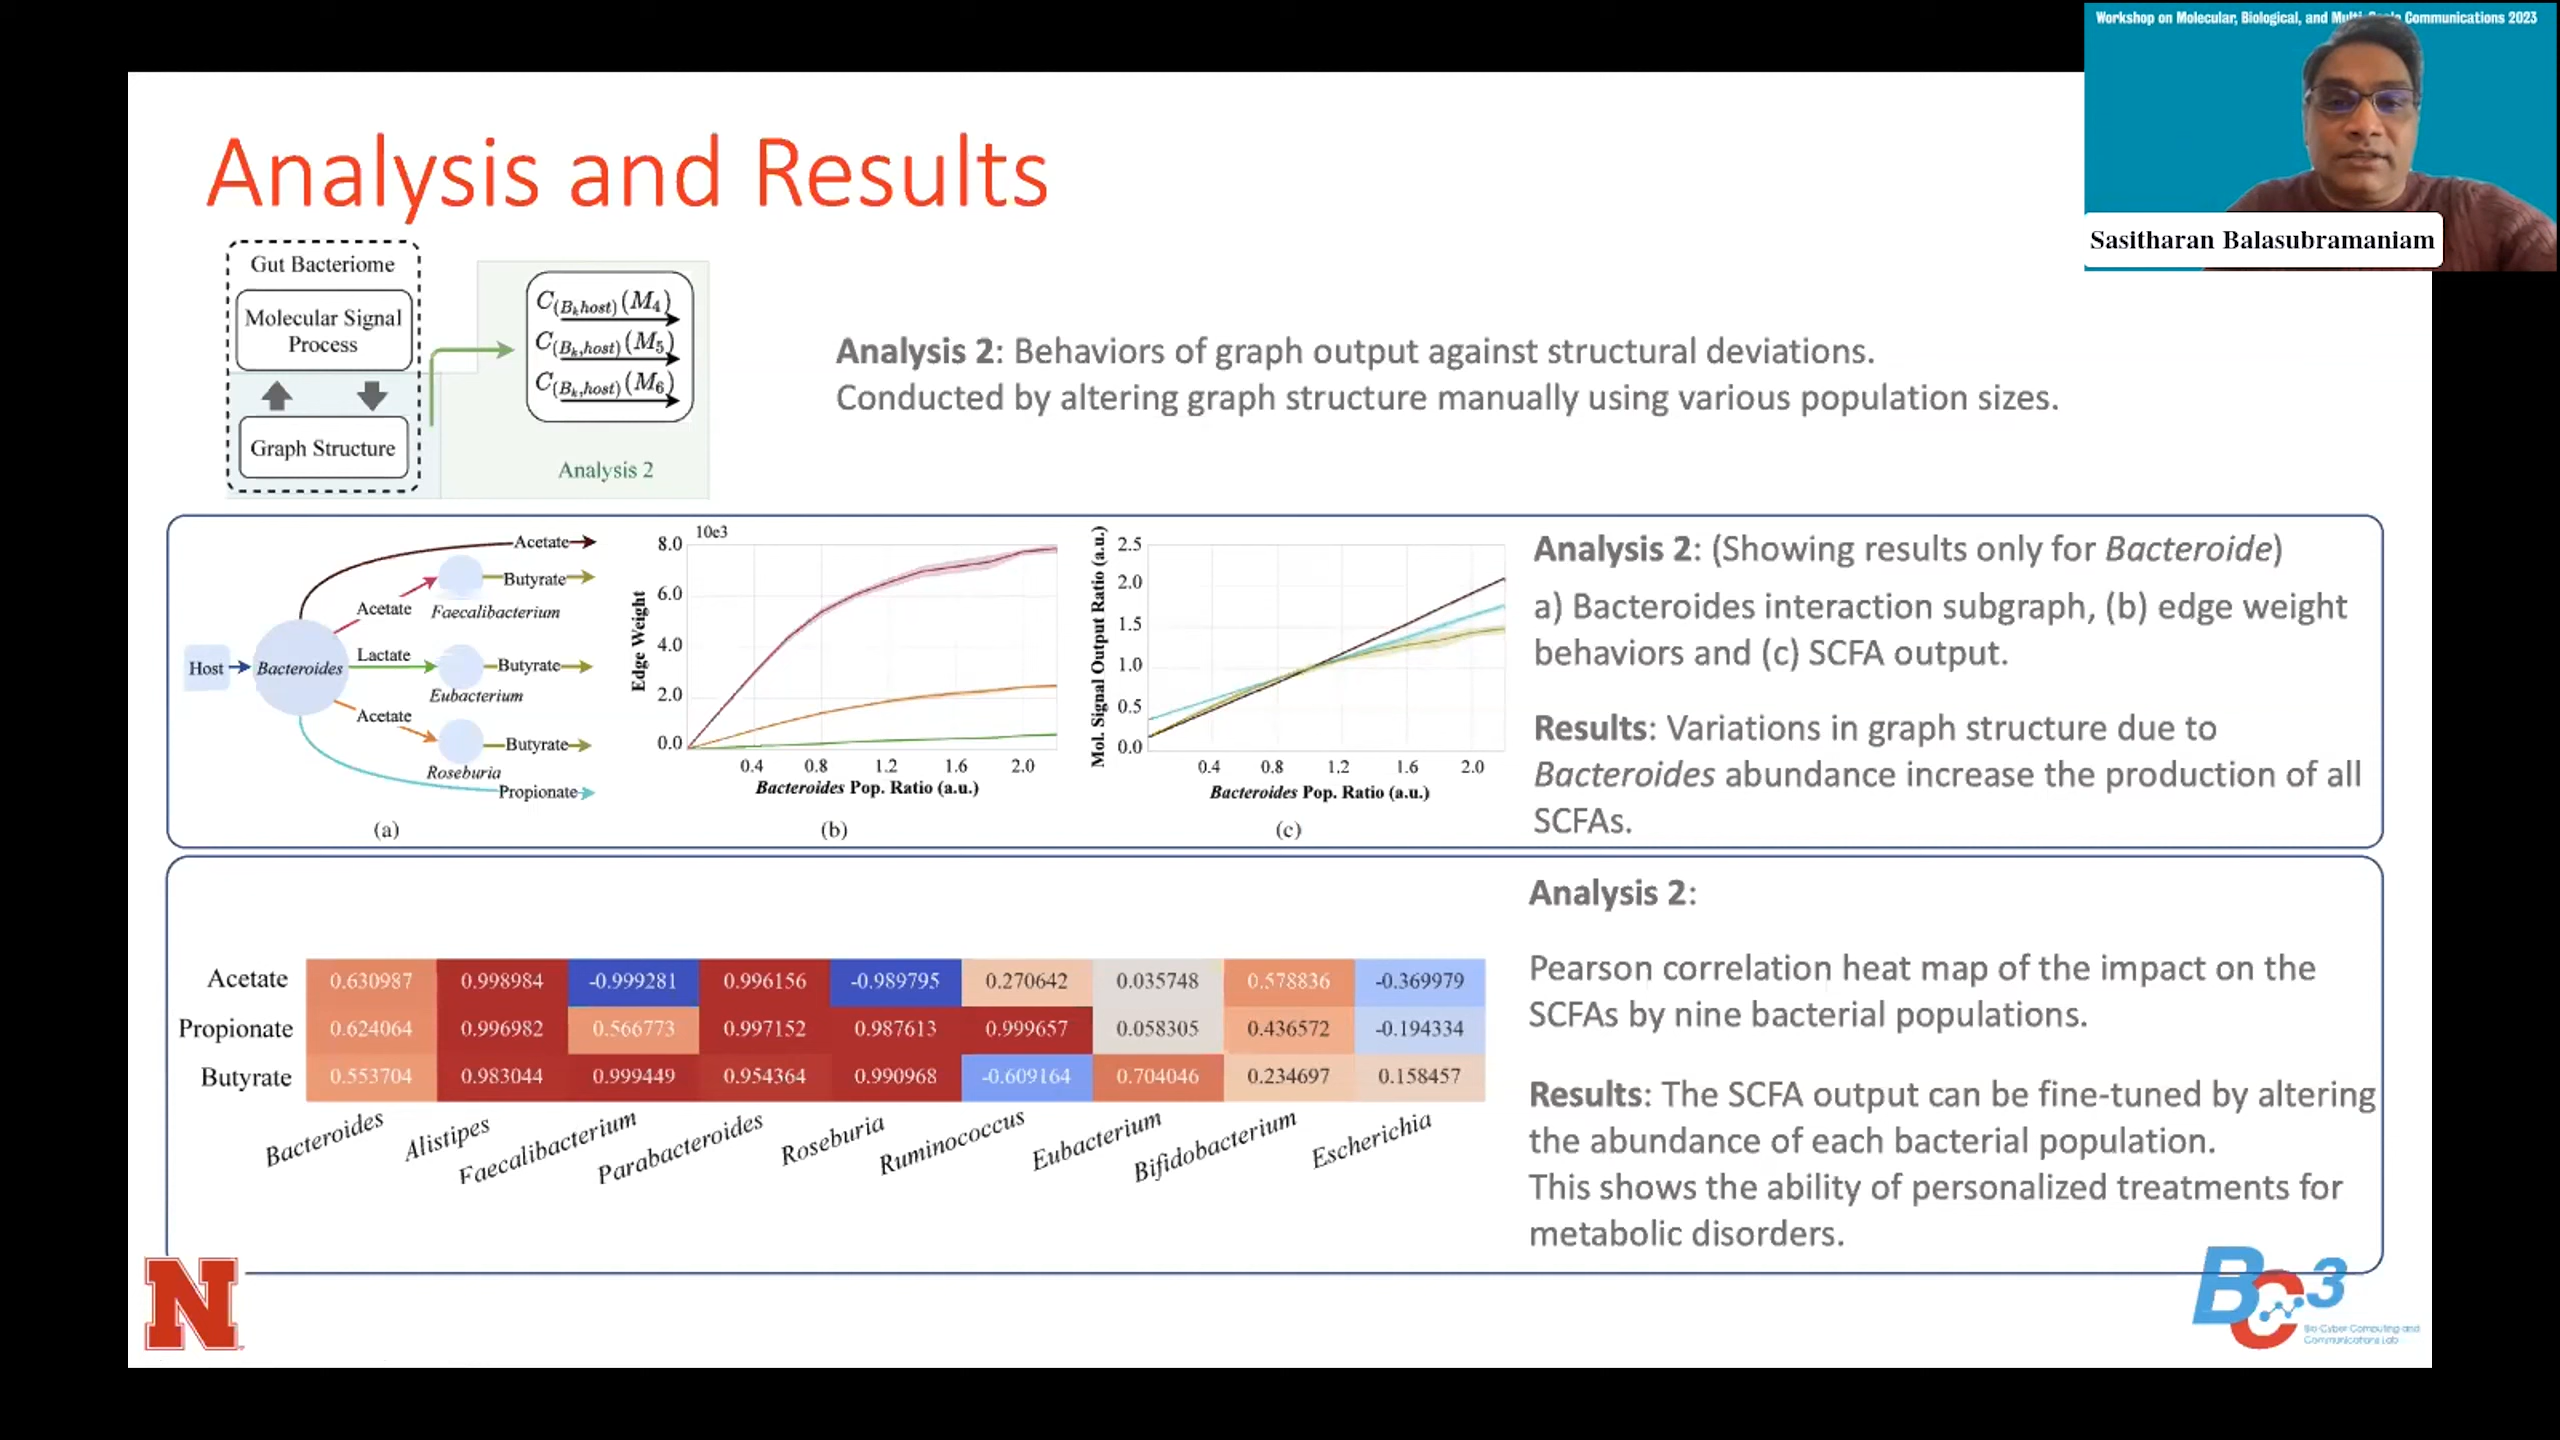 Workshop on Molecular, Biological, and Multi-Scale Communications 2023
Sasitharan Balasubramaniam
Analysis and Results
Gut Bacteriome
Molecular Signal
Process
Graph Structure
C(Bₖhost)(M₄)
C(Bₖ,host)(M₅)
C(Bₖ,host)(M₆)
Analysis 2
Analysis 2: Behaviors of graph output against structural deviations.
Conducted by altering graph structure manually using various population sizes.
Acetate
Butyrate
Acetate
Faecalibacterium
Host
Bacteroides
Lactate
Butyrate
Eubacterium
Acetate
Butyrate
Roseburia
Propionate
(a)
10e3
8.0
6.0
4.0
2.0
0.0
Edge Weight
0.4 0.8 1.2 1.6 2.0
Bacteroides Pop. Ratio (a.u.)
(b)
2.5
2.0
1.5
1.0
0.5
0.0
Mol. Signal Output Ratio (a.u.)
0.4 0.8 1.2 1.6 2.0
Bacteroides Pop. Ratio (a.u.)
(c)
Analysis 2: (Showing results only for Bacteroide)
a) Bacteroides interaction subgraph, (b) edge weight
behaviors and (c) SCFA output.
Results: Variations in graph structure due to
Bacteroides abundance increase the production of all
SCFAs.
Acetate 0.630987 0.998984 -0.999281 0.996156 -0.989795 0.270642 0.035748 0.578836 -0.369979
Propionate 0.624064 0.996982 0.566773 0.997152 0.987613 0.999657 0.058305 0.436572 -0.194334
Butyrate 0.553704 0.983044 0.999449 0.954364 0.990968 -0.609164 0.704046 0.234697 0.158457
Bacteroides Alistipes Faecalibacterium Parabacteroides Roseburia Ruminococcus Eubacterium Bifidobacterium Escherichia
Analysis 2:
Pearson correlation heat map of the impact on the
SCFAs by nine bacterial populations.
Results: The SCFA output can be fine-tuned by altering
the abundance of each bacterial population.
This shows the ability of personalized treatments for
metabolic disorders.
N
BC3
Bio-Cyber Computing and
Communications Lab